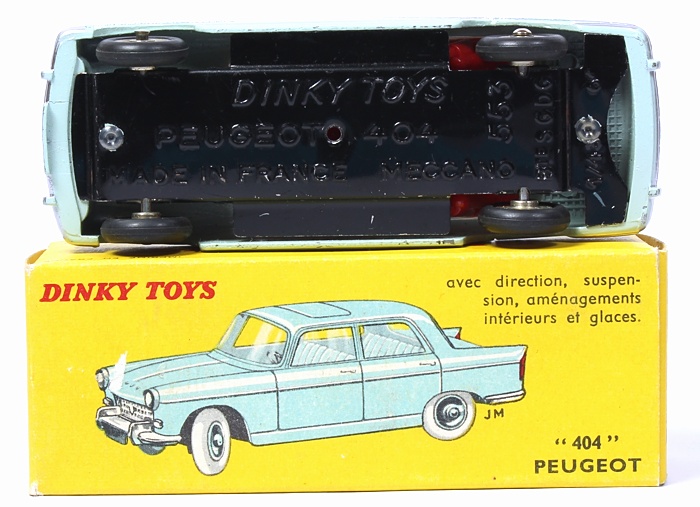 DINKY TOYS
PEUGEOT 404
MADE IN FRANCE MECCANO
553
DINKY TOYS
avec direction, suspen-
sion, aménagements
intérieurs et glaces.
JM
" 404 "
PEUGEOT